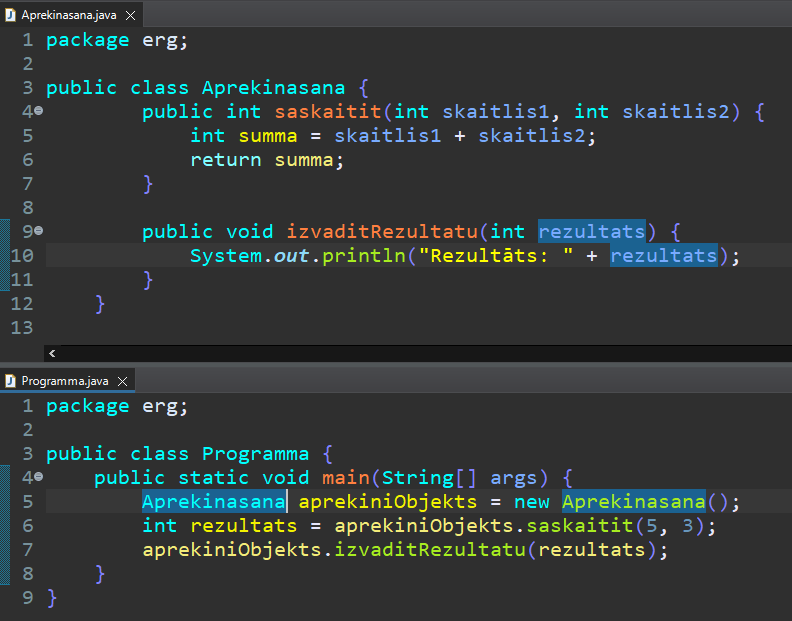 Aprekinasana.java
1 package erg;
2
3 public class Aprekinasana {
4 public int saskaitit(int skaitlis1, int skaitlis2) {
5 int summa = skaitlis1 + skaitlis2;
6 return summa;
7 }
8
9 public void izvaditRezultatu(int rezultats) {
10 System.out.println("Rezultāts: " + rezultats);
11 }
12 }
13
Programma.java
1 package erg;
2
3 public class Programma {
4 public static void main(String[] args) {
5 Aprekinasana aprekiniObjekts = new Aprekinasana();
6 int rezultats = aprekiniObjekts.saskaitit(5, 3);
7 aprekiniObjekts.izvaditRezultatu(rezultats);
8 }
9 }